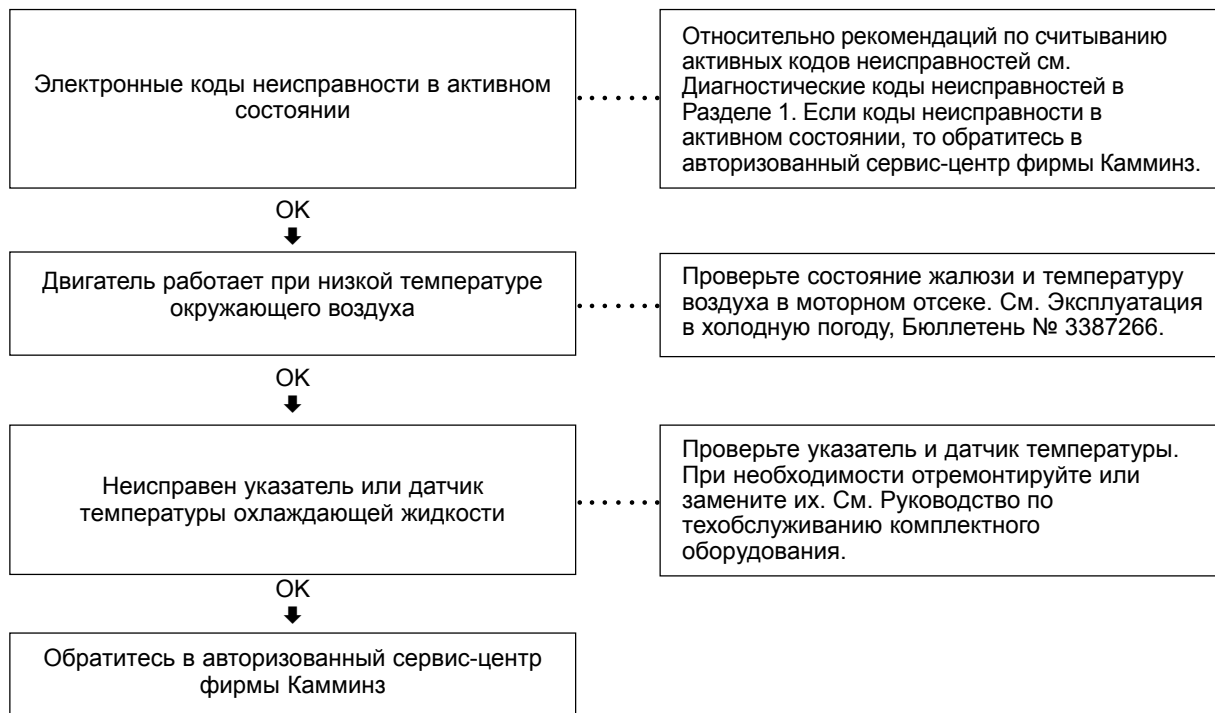 Электронные коды неисправности в активном
состоянии
Относительно рекомендаций по считыванию
активных кодов неисправностей см.
Диагностические коды неисправностей в
Разделе 1. Если коды неисправности в
активном состоянии, то обратитесь в
авторизованный сервис-центр фирмы Камминз.
OK
Двигатель работает при низкой температуре
окружающего воздуха
Проверьте состояние жалюзи и температуру
воздуха в моторном отсеке. См. Эксплуатация
в холодную погоду, Бюллетень № 3387266.
OK
Неисправен указатель или датчик
температуры охлаждающей жидкости
Проверьте указатель и датчик температуры.
При необходимости отремонтируйте или
замените их. См. Руководство по
техобслуживанию комплектного
оборудования.
OK
Обратитесь в авторизованный сервис-центр
фирмы Камминз